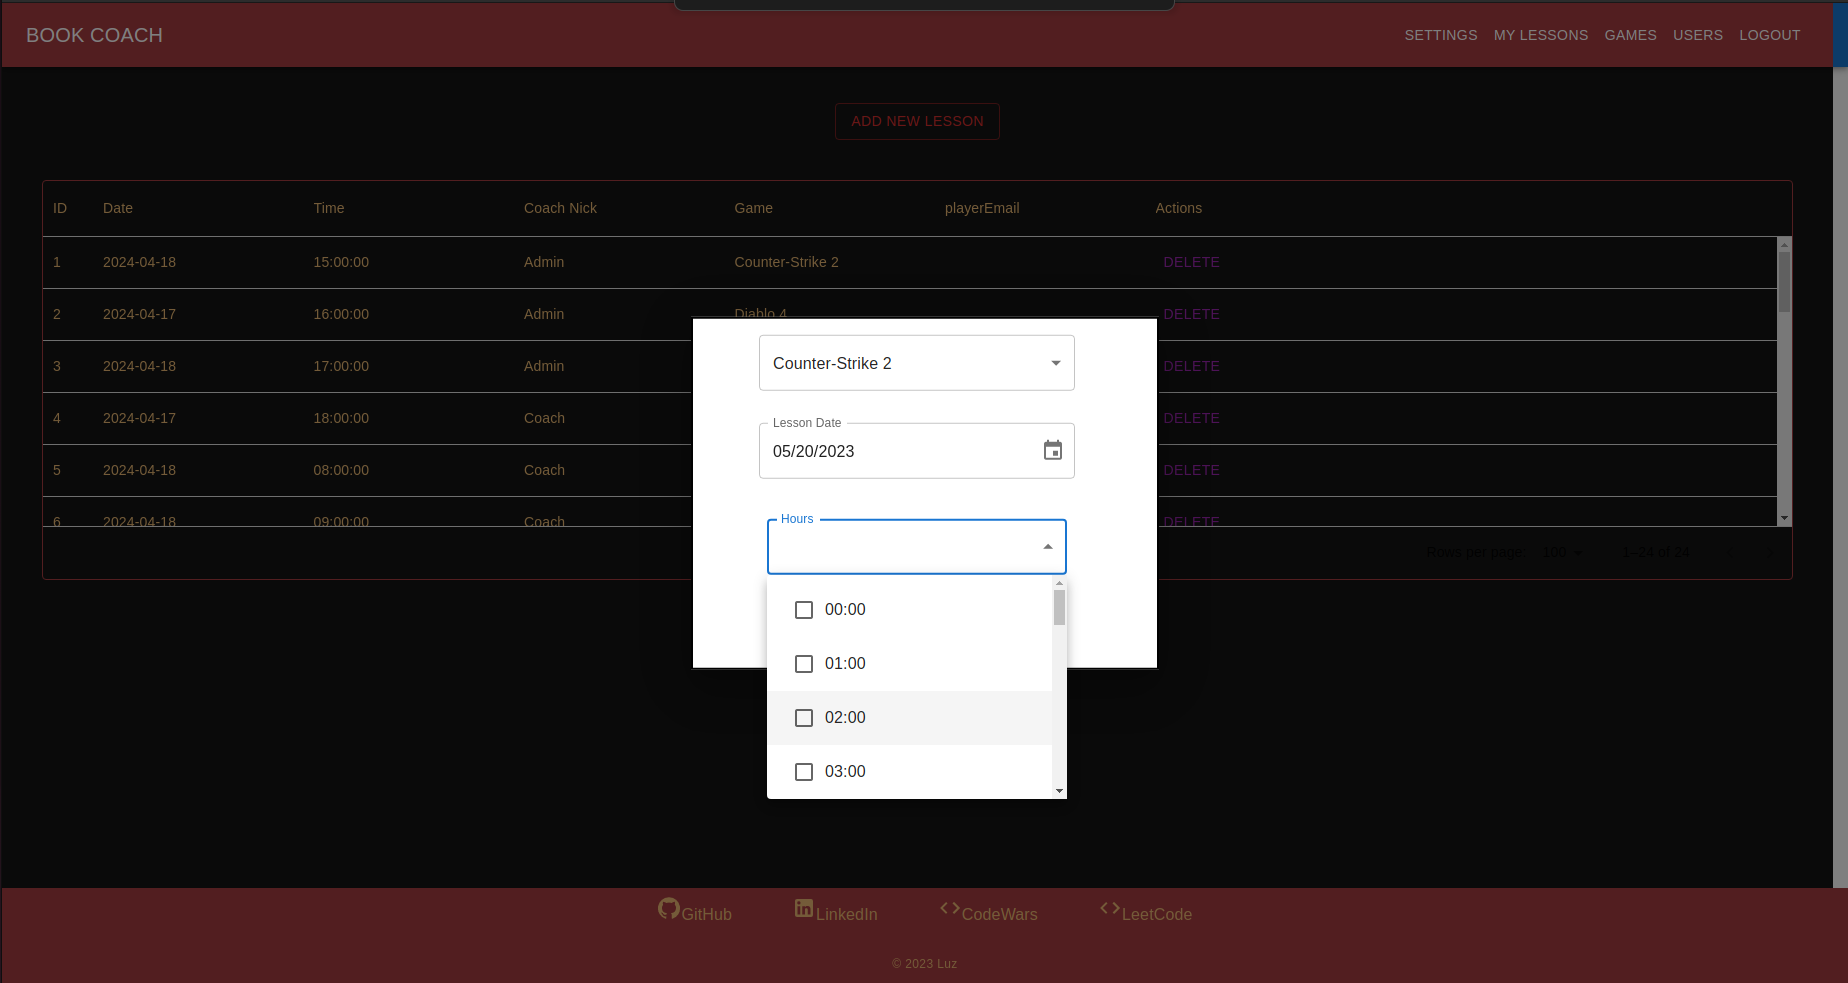 BOOK COACH SETTINGS MY LESSONS GAMES USERS LOGOUT
ADD NEW LESSON
ID Date Time Coach Nick Game playerEmail Actions
1 2024-04-18 15:00:00 Admin Counter-Strike 2 DELETE
2 2024-04-17 16:00:00 Admin Diablo 4 DELETE
3 2024-04-18 17:00:00 Admin DELETE
4 2024-04-17 18:00:00 Coach DELETE
5 2024-04-18 08:00:00 Coach DELETE
6 2024-04-18 09:00:00 Coach DELETE
Rows per page: 100 1–24 of 24
Counter-Strike 2
Lesson Date
05/20/2023
Hours
00:00
01:00
02:00
03:00
GitHub LinkedIn CodeWars LeetCode
© 2023 Luz